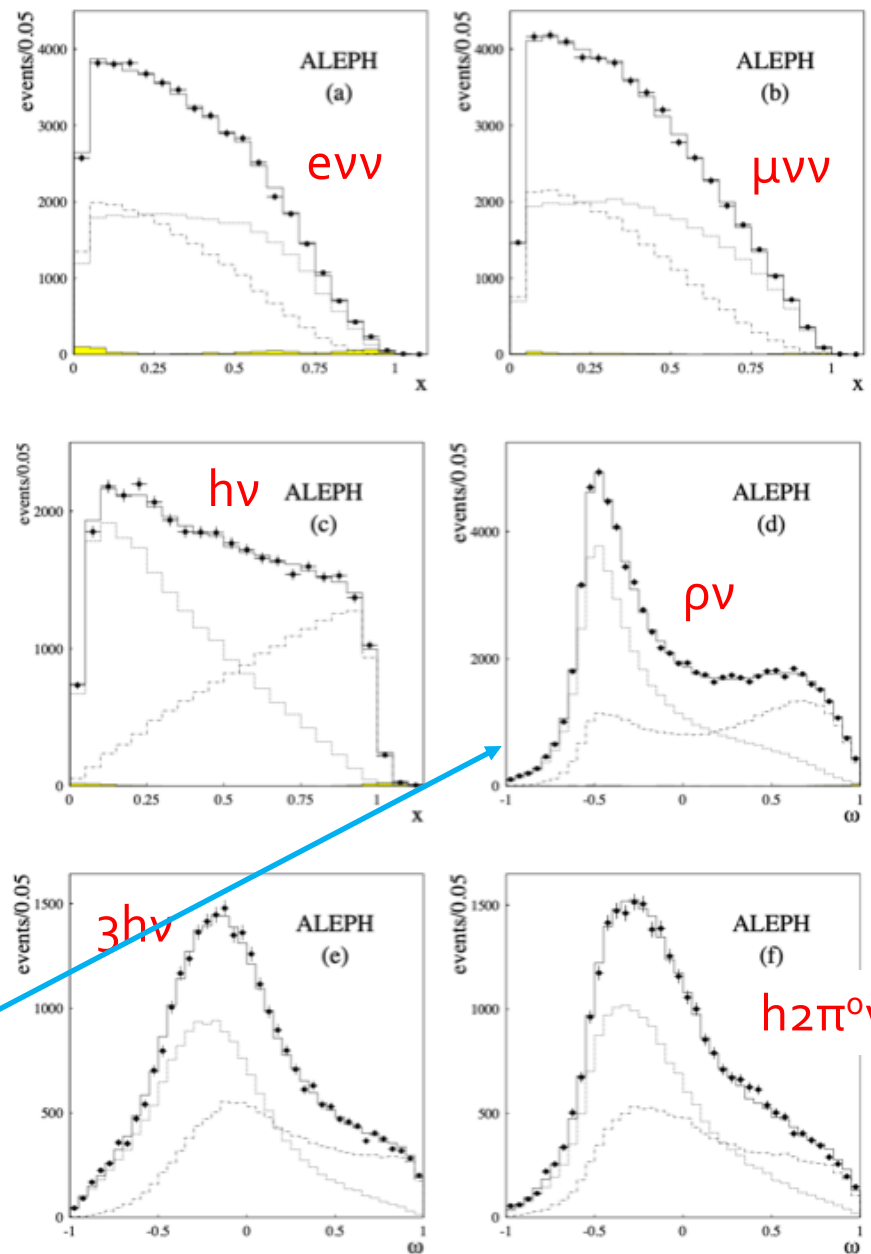 events/0.05
4000
3000
2000
1000
0
0
0.25
0.5
0.75
1
x
ALEPH
(a)
eνν
events/0.05
4000
3000
2000
1000
0
0
0.25
0.5
0.75
1
x
ALEPH
(b)
μνν
events/0.05
2000
1000
0
0
0.25
0.5
0.75
1
x
hν
ALEPH
(c)
events/0.05
4000
2000
0
-1
-0.5
0
0.5
1
ω
ALEPH
(d)
ρν
events/0.05
1500
1000
500
0
-1
-0.5
0
0.5
1
ω
3hν
ALEPH
(e)
events/0.05
1500
1000
500
0
-1
-0.5
0
0.5
1
ω
ALEPH
(f)
h2π⁰ν